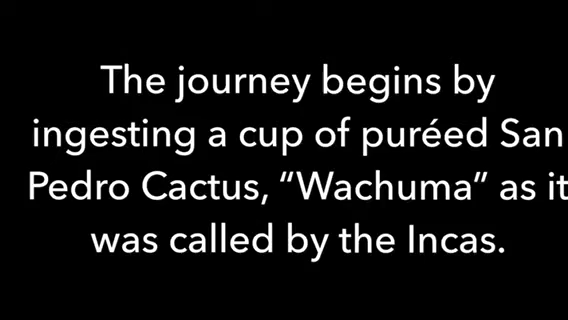 The journey begins by
ingesting a cup of puréed San
Pedro Cactus, “Wachuma” as it
was called by the Incas.